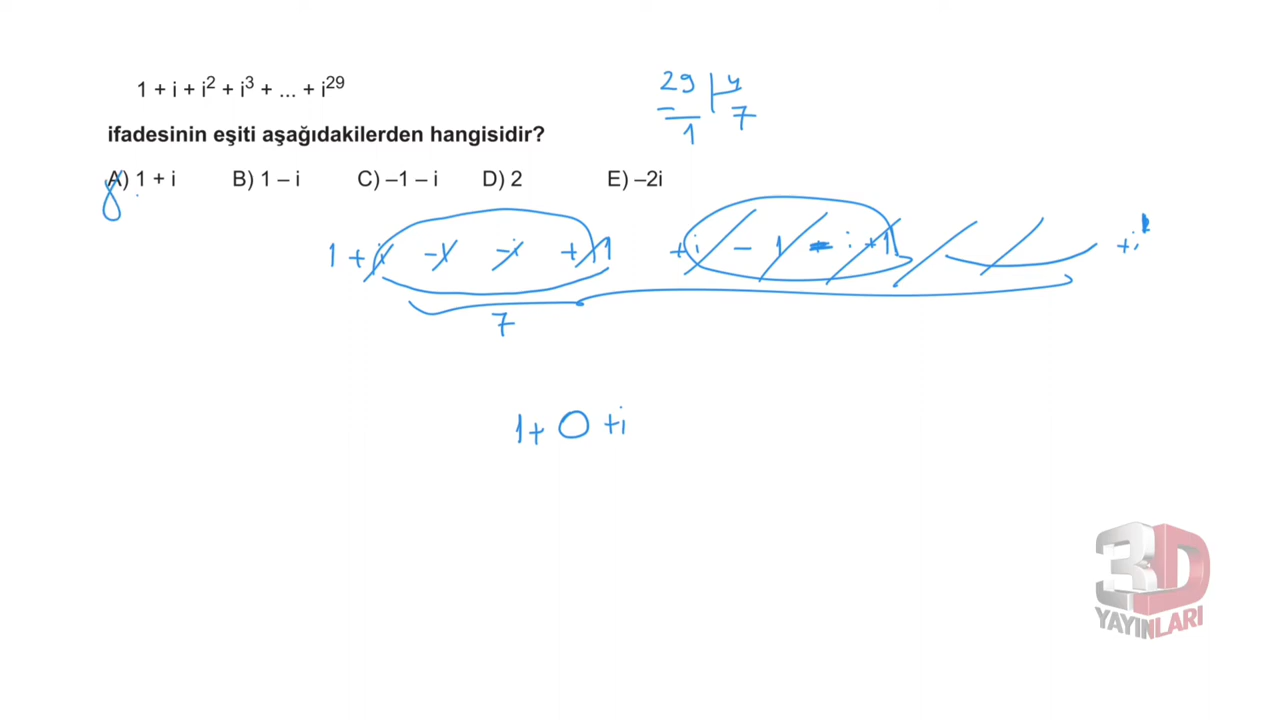 1 + i + i² + i³ + ... + i²⁹
29 | 4
– 7
1
ifadesinin eşiti aşağıdakilerden hangisidir?
A) 1 + i B) 1 – i C) –1 – i D) 2 E) –2i
1 + i – 1 – i + 1 + i – 1 – i + 1 + i
7
1 + 0 + i
3D
YAYINLARI